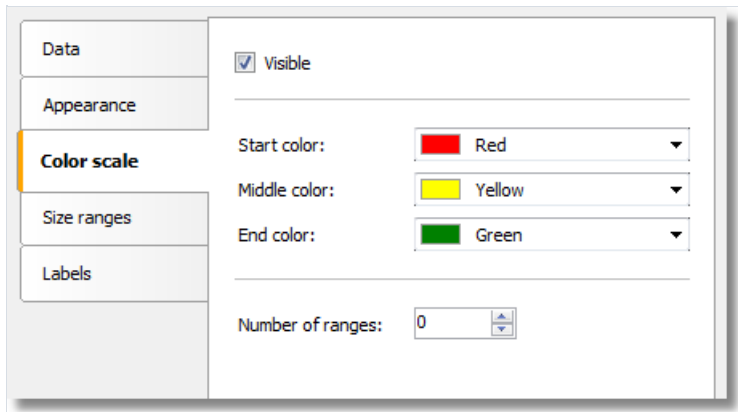 Data
Appearance
Color scale
Size ranges
Labels
Visible
Start color: Red
Middle color: Yellow
End color: Green
Number of ranges: 0